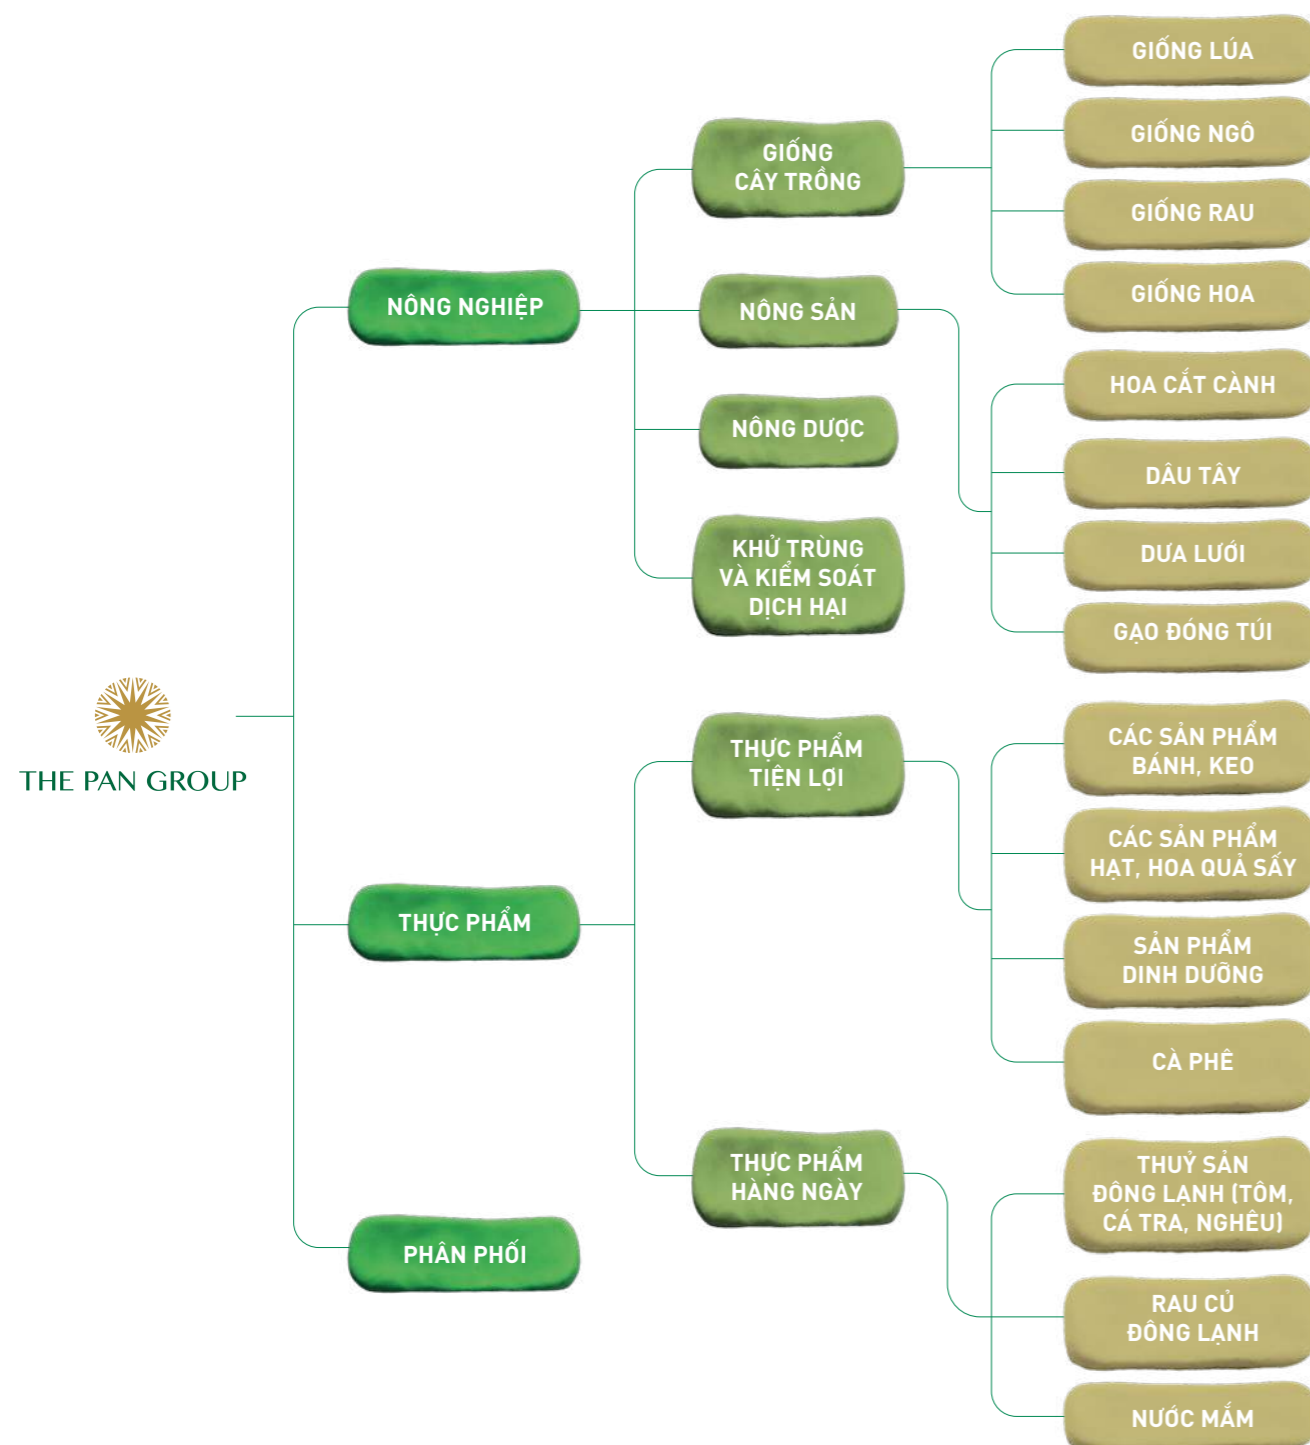 THE PAN GROUP
NÔNG NGHIỆP
THỰC PHẨM
PHÂN PHỐI
GIỐNG
CÂY TRỒNG
NÔNG SẢN
NÔNG DƯỢC
KHỬ TRÙNG
VÀ KIỂM SOÁT
DỊCH HẠI
THỰC PHẨM
TIỆN LỢI
THỰC PHẨM
HÀNG NGÀY
GIỐNG LÚA
GIỐNG NGÔ
GIỐNG RAU
GIỐNG HOA
HOA CẮT CÀNH
DÂU TÂY
DƯA LƯỚI
GẠO ĐÓNG TÚI
CÁC SẢN PHẨM
BÁNH, KEO
CÁC SẢN PHẨM
HẠT, HOA QUẢ SẤY
SẢN PHẨM
DINH DƯỠNG
CÀ PHÊ
THUỶ SẢN
ĐÔNG LẠNH (TÔM,
CÁ TRA, NGHÊU)
RAU CỦ
ĐÔNG LẠNH
NƯỚC MẮM